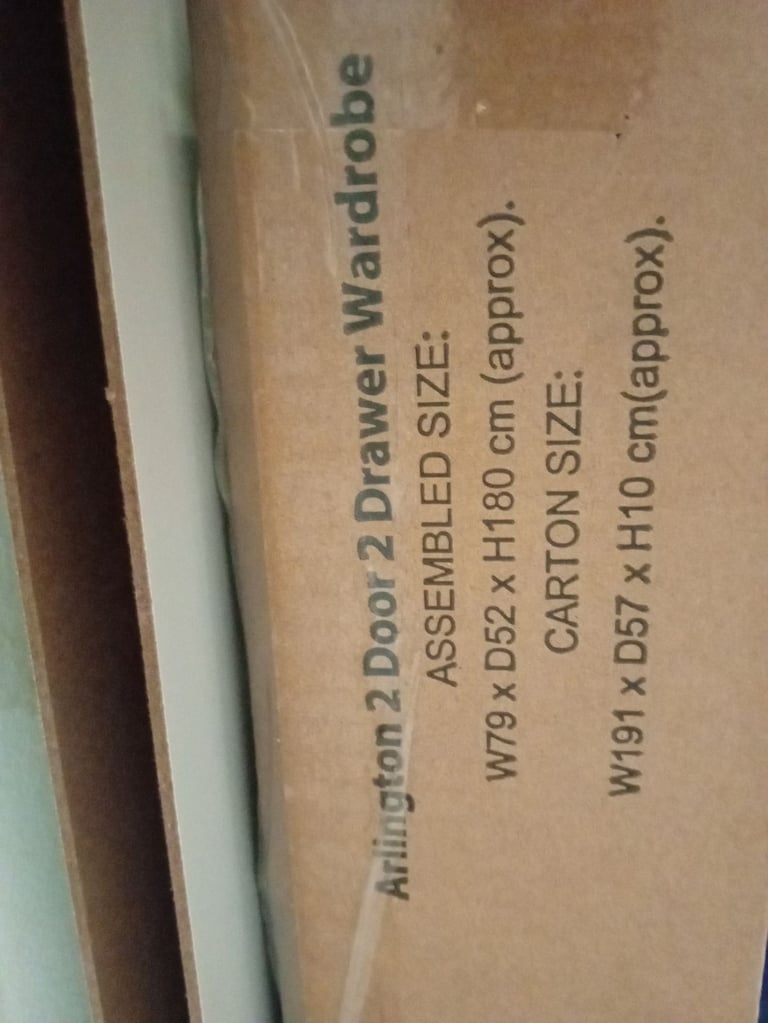 Arlington 2 Door 2 Drawer Wardrobe
ASSEMBLED SIZE:
W79 x D52 x H180 cm (approx).
CARTON SIZE:
W191 x D57 x H10 cm(approx).